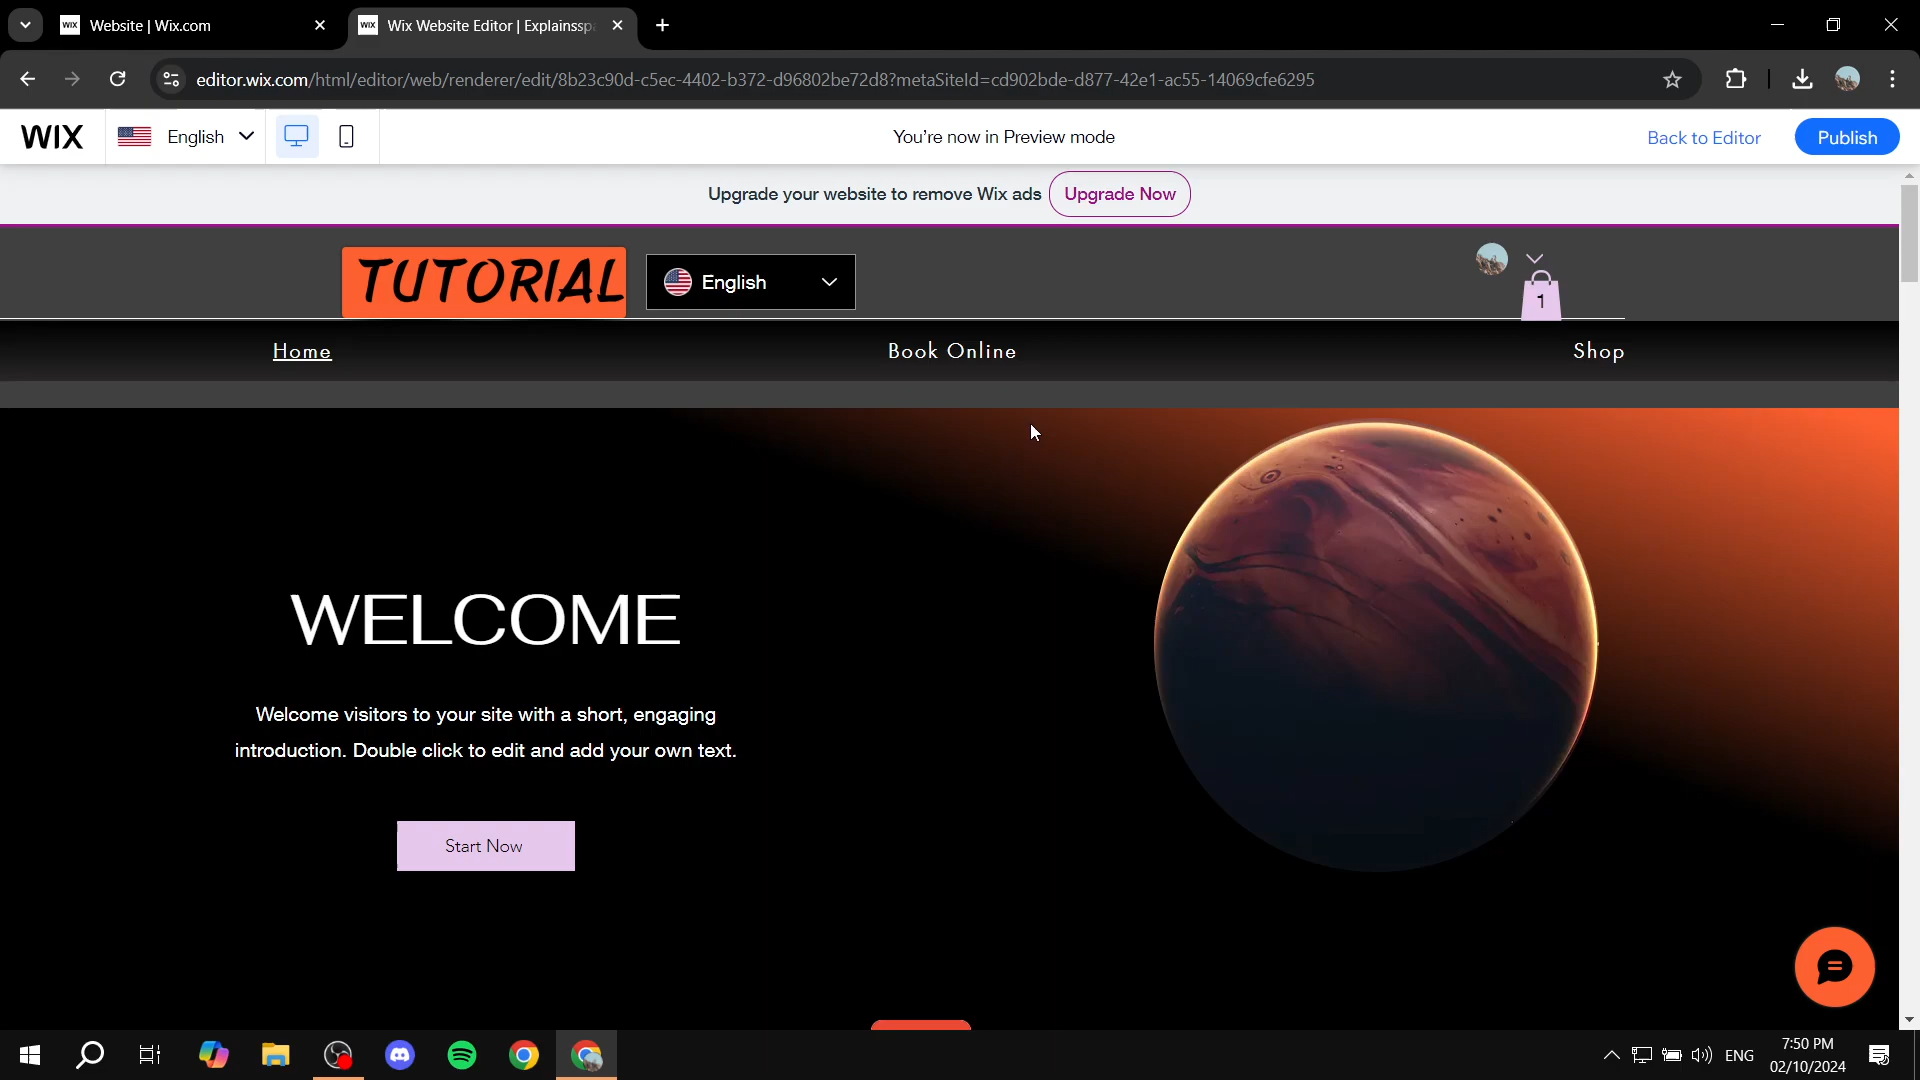 Website | Wix.com
Wix Website Editor | Explainssp
editor.wix.com/html/editor/web/renderer/edit/8b23c90d-c5ec-4402-b372-d96802be72d8?metaSiteId=cd902bde-d877-42e1-ac55-14069cfe6295
WIX
English
You're now in Preview mode
Back to Editor
Publish
Upgrade your website to remove Wix ads
Upgrade Now
TUTORIAL
English
1
Home
Book Online
Shop
WELCOME
Welcome visitors to your site with a short, engaging
introduction. Double click to edit and add your own text.
Start Now
ENG
7:50 PM
02/10/2024